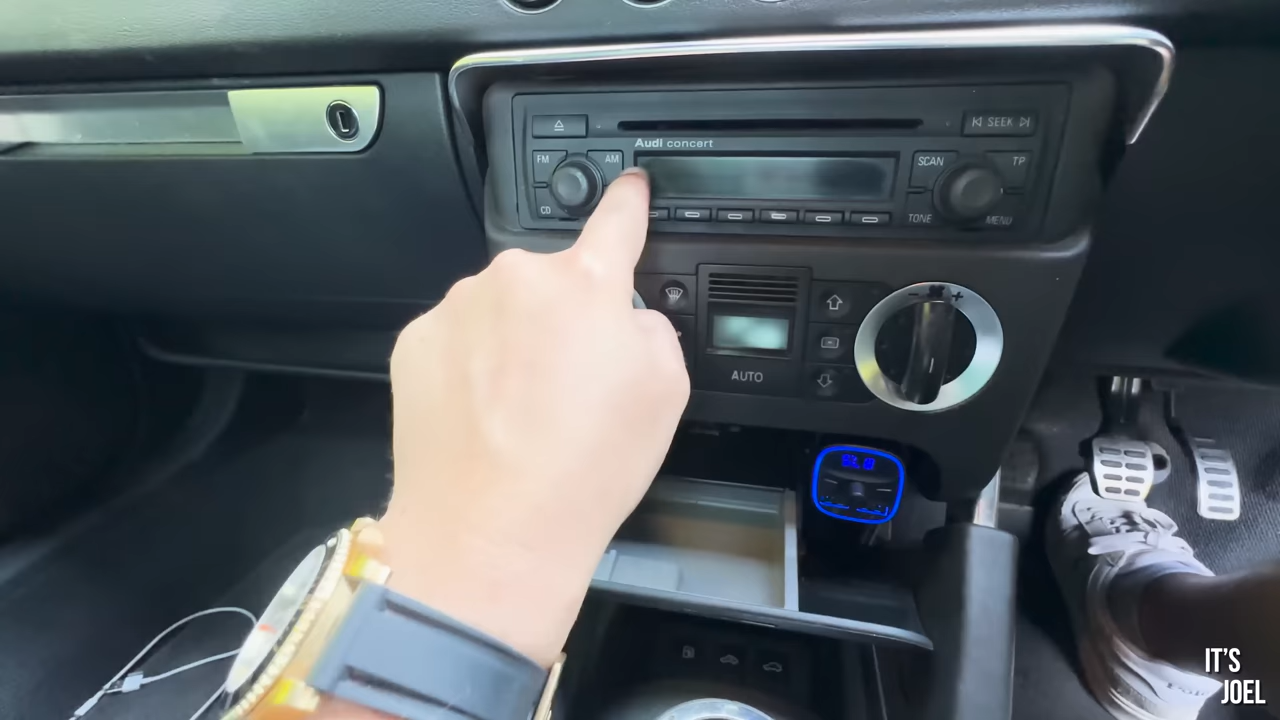 SEEK
Audi concert
FM
AM
SCAN
TP
CD
TONE
MENU
AUTO
IT'S
JOEL